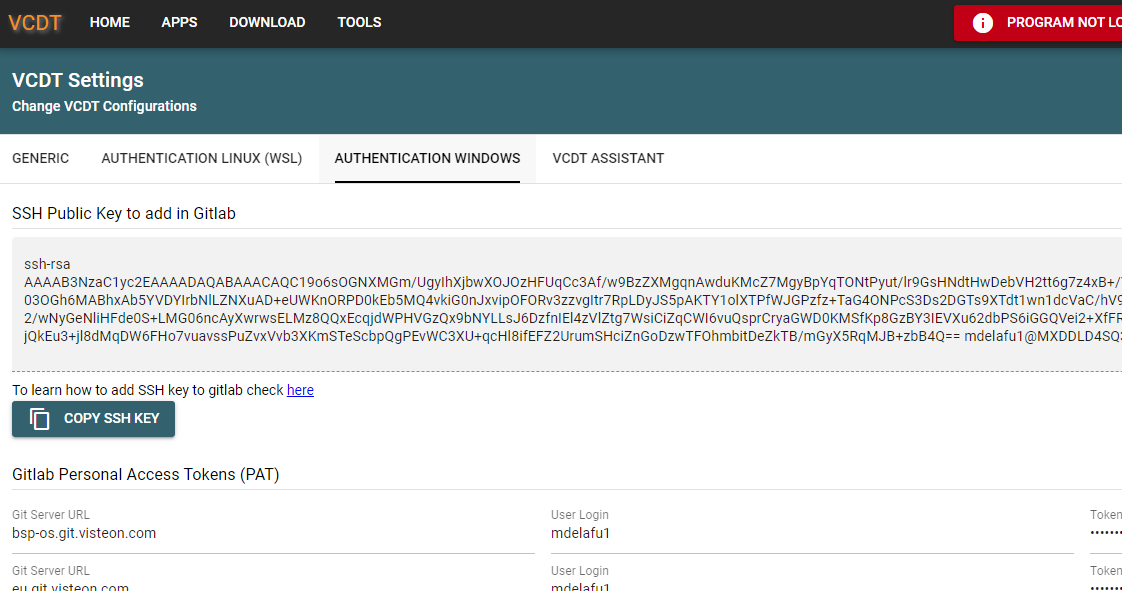 VCDT HOME APPS DOWNLOAD TOOLS PROGRAM NOT LO
VCDT Settings
Change VCDT Configurations
GENERIC AUTHENTICATION LINUX (WSL) AUTHENTICATION WINDOWS VCDT ASSISTANT
SSH Public Key to add in Gitlab
ssh-rsa
AAAAB3NzaC1yc2EAAAADAQABAAACAQC19o6sOGNXMGm/UgyIhXjbwXOJOzHFUqCc3Af/w9BzZXMgqnAwduKMcZ7MgyBpYqTONtPyut/lr9GsHNdtHwDebVH2tt6g7z4xB+/
03OGh6MABhxAb5YVDYIrbNlLZNXuAD+eUWKnORPD0kEb5MQ4vkiG0nJxvipOFORv3zzvgItr7RpLDyJS5pAKTY1olXTPfWJGPzfz+TaG4ONPcS3Ds2DGTs9XTdt1wn1dcVaC/hV9
2/wNyGeNliHFde0S+LMG06ncAyXwrwsELMz8QQxEcqjdWPHVGzQx9bNYLLsJ6DzfnIEl4zVlZtg7WsiCiZqCWI6vuQsprCryaGWD0KMSfKp8GzBY3IEVXu62dbPS6iGGQVei2+XfFR
jQkEu3+jl8dMqDW6FHo7vuavssPuZvxVvb3XKmSTeScbpQgPEvWC3XU+qcHl8ifEFZ2UrumSHciZnGoDzwTFOhmbitDeZkTB/mGyX5RqMJB+zbB4Q== mdelafu1@MXDDLD4SQ3
To learn how to add SSH key to gitlab check here
COPY SSH KEY
Gitlab Personal Access Tokens (PAT)
Git Server URL User Login Token
bsp-os.git.visteon.com mdelafu1 ••••••
Git Server URL User Login Token
eu.git.visteon.com mdelafu1 ••••••